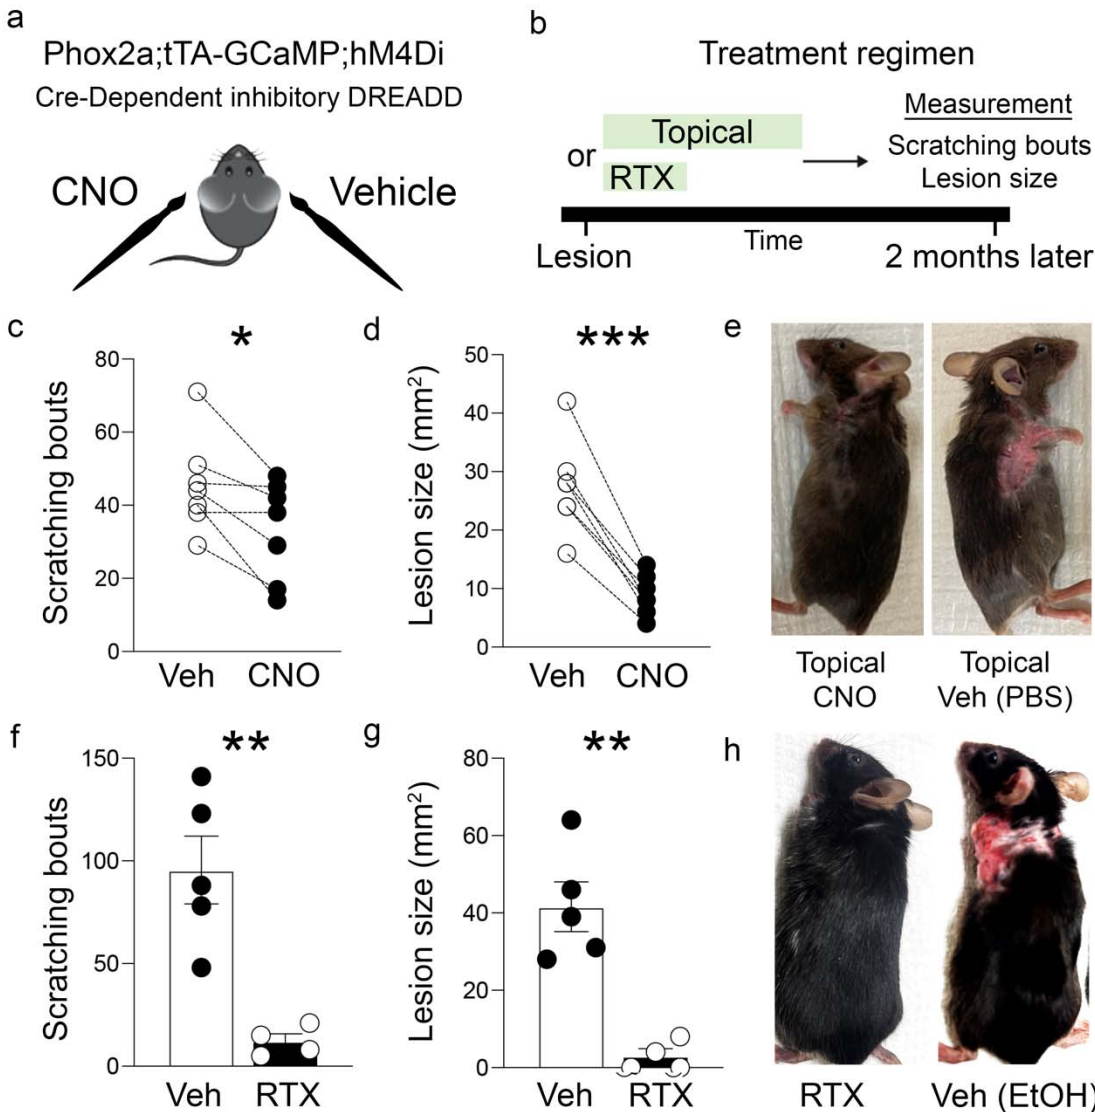 a
Phox2a;tTA-GCaMP;hM4Di
Cre-Dependent inhibitory DREADD
CNO
Vehicle
b
Treatment regimen
Topical
or
RTX
Measurement
Scratching bouts
Lesion size
Time
Lesion
2 months later
c
*
Scratching bouts
80
60
40
20
0
Veh
CNO
d
***
Lesion size (mm²)
50
40
30
20
10
0
Veh
CNO
e
Topical
CNO
Topical
Veh (PBS)
f
**
Scratching bouts
150
100
50
0
Veh
RTX
g
**
Lesion size (mm²)
80
60
40
20
0
Veh
RTX
h
RTX
Veh (EtOH)